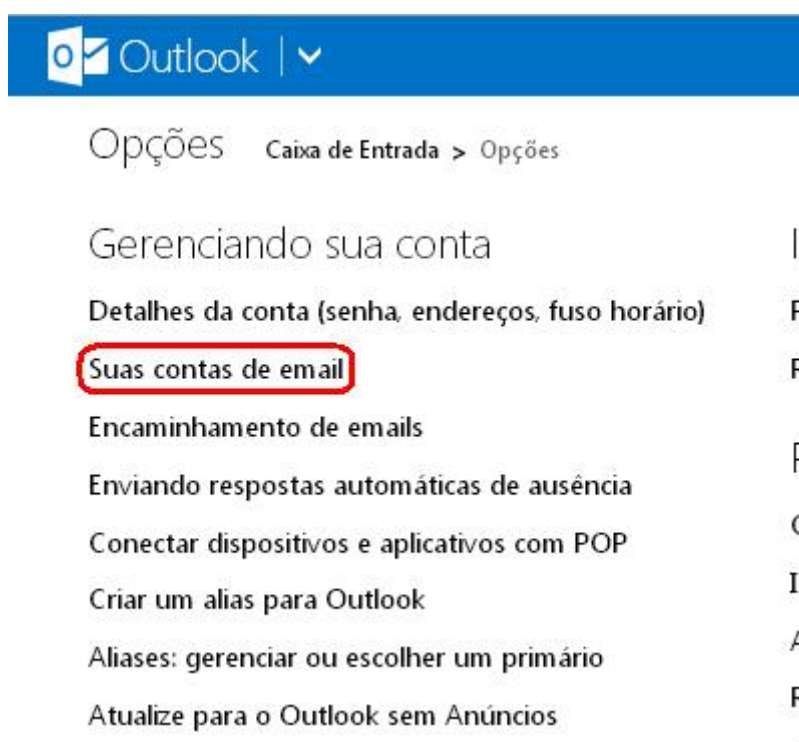 Outlook
Opções Caixa de Entrada > Opções
Gerenciando sua conta
Detalhes da conta (senha, endereços, fuso horário)
Suas contas de email
Encaminhamento de emails
Enviando respostas automáticas de ausência
Conectar dispositivos e aplicativos com POP
Criar um alias para Outlook
Aliases: gerenciar ou escolher um primário
Atualize para o Outlook sem Anúncios